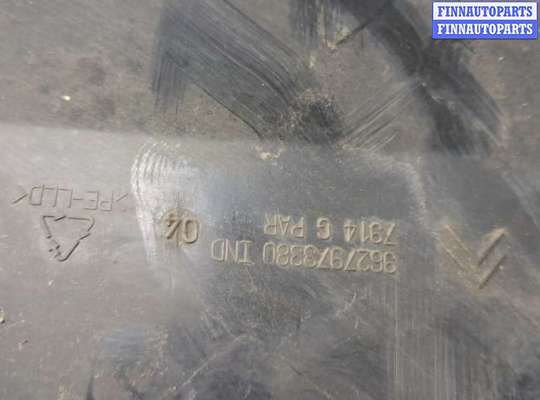 FINNAUTOPARTS
FINNAUTOPARTS
>PE-LLD<
7914 G PAR
9627973380 IND 04